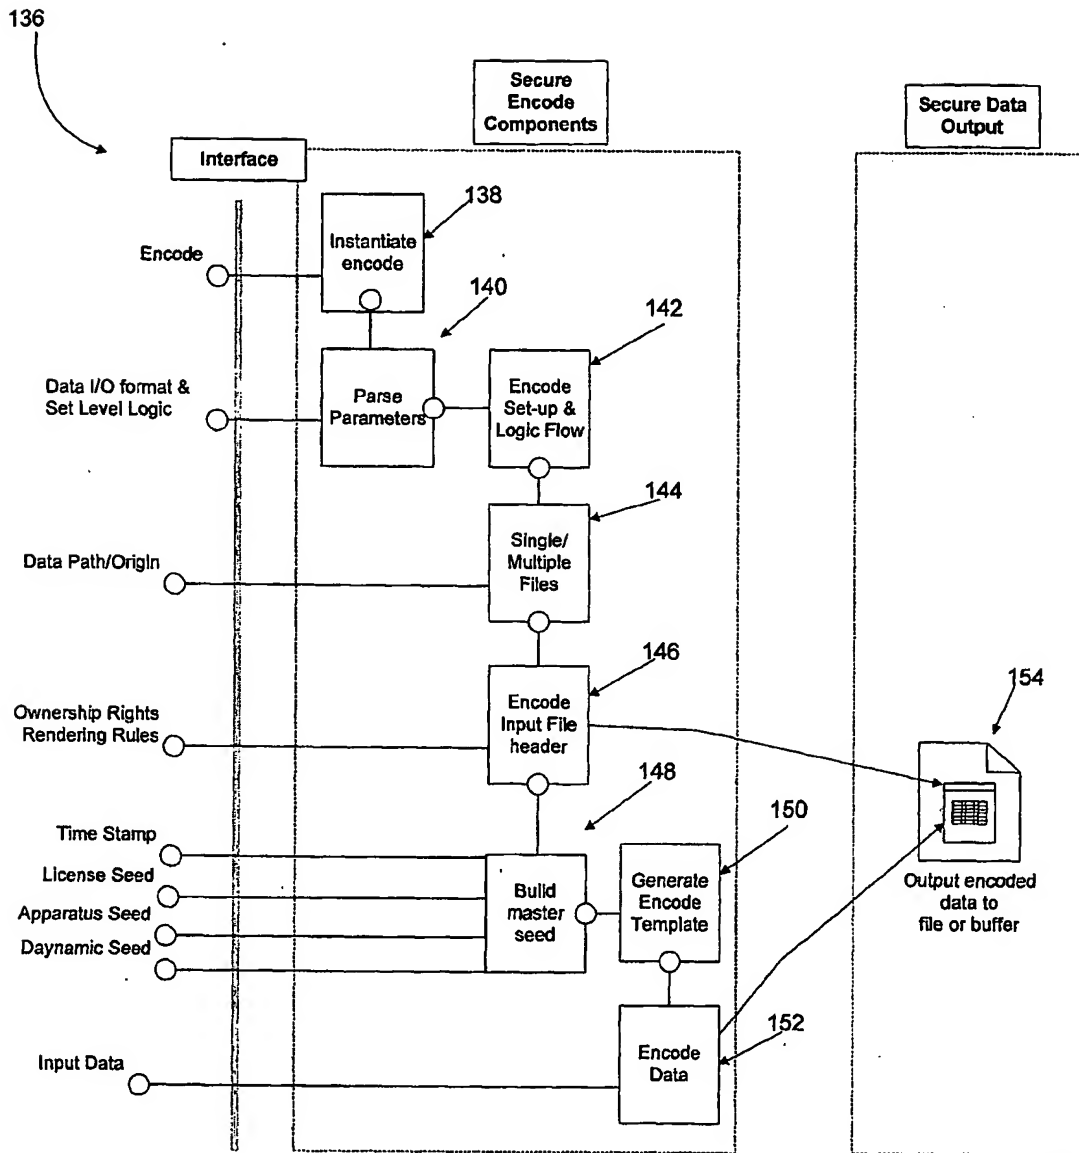 136
Secure
Encode
Components
Secure Data
Output
Interface
138
Instantiate
encode
Encode
140
142
Data I/O format &
Set Level Logic
Parse
Parameters
Encode
Set-up &
Logic Flow
144
Single/
Multiple
Files
Data Path/Origin
146
Encode
Input File
header
Ownership Rights
Rendering Rules
154
148
150
Time Stamp
License Seed
Apparatus Seed
Daynamic Seed
Build
master
seed
Generate
Encode
Template
Output encoded
data to
file or buffer
152
Encode
Data
Input Data